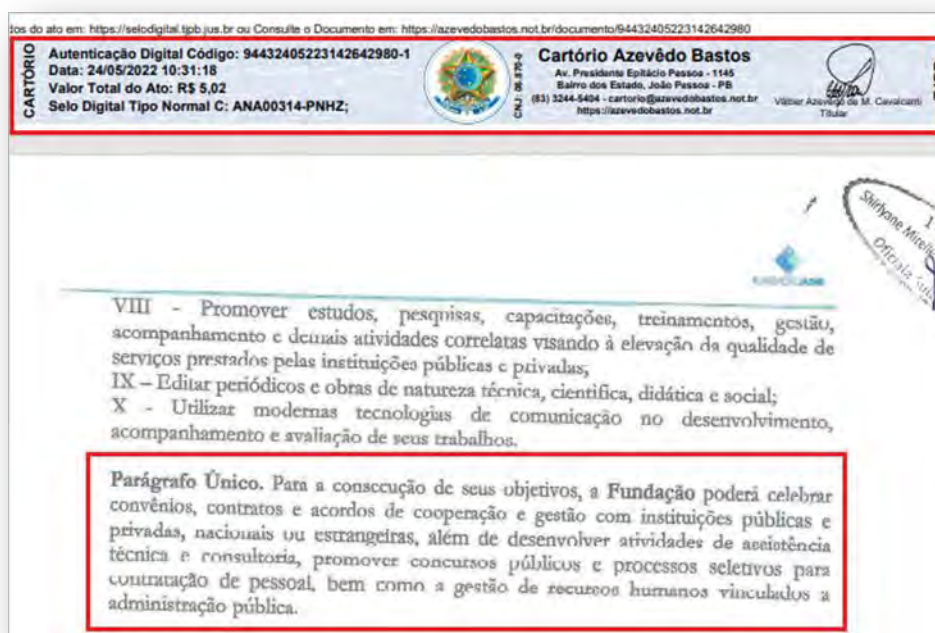 dos do ato em: https://selodigital.tjpb.jus.br ou Consulte o Documento em: https://azevedobastos.not.br/documento/94432405223142642980
CARTÓRIO
Autenticação Digital Código: 94432405223142642980-1
Data: 24/05/2022 10:31:18
Valor Total do Ato: R$ 5,02
Selo Digital Tipo Normal C: ANA00314-PNHZ;
Cartório Azevêdo Bastos
Av. Presidente Epitácio Pessoa - 1145
Bairro dos Estado, João Pessoa - PB
(83) 3244-5404 - cartorio@azevedobastos.not.br
https://azevedobastos.not.br
Válber Azevêdo de M. Cavalcanti
Titular
Shirlyane
VIII - Promover estudos, pesquisas, capacitações, treinamentos, gestão,
acompanhamento e demais atividades correlatas visando à elevação da qualidade de
serviços prestados pelas instituições públicas e privadas;
IX – Editar periódicos e obras de natureza técnica, cientifica, didática e social;
X - Utilizar modernas tecnologias de comunicação no desenvolvimento,
acompanhamento e avaliação de seus trabalhos.
Parágrafo Único. Para a consecução de seus objetivos, a Fundação poderá celebrar
convênios, contratos e acordos de cooperação e gestão com instituições públicas e
privadas, nacionais ou estrangeiras, além de desenvolver atividades de assistência
técnica e consultoria, promover concursos públicos e processos seletivos para
contratação de pessoal, bem como a gestão de recursos humanos vinculados a
administração pública.